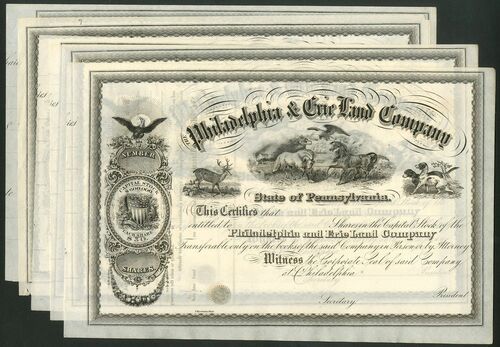 The Philadelphia & Erie Land Company
State of Pennsylvania.
NUMBER
CAPITAL STOCK
SHARES
This Certifies that
entitled to Shares in the Capital Stock of the
Philadelphia and Erie Land Company
Transferable only on the books of the said Company in Person or by Attorney
Witness the Corporate Seal of said Company
at Philadelphia
Secretary
President